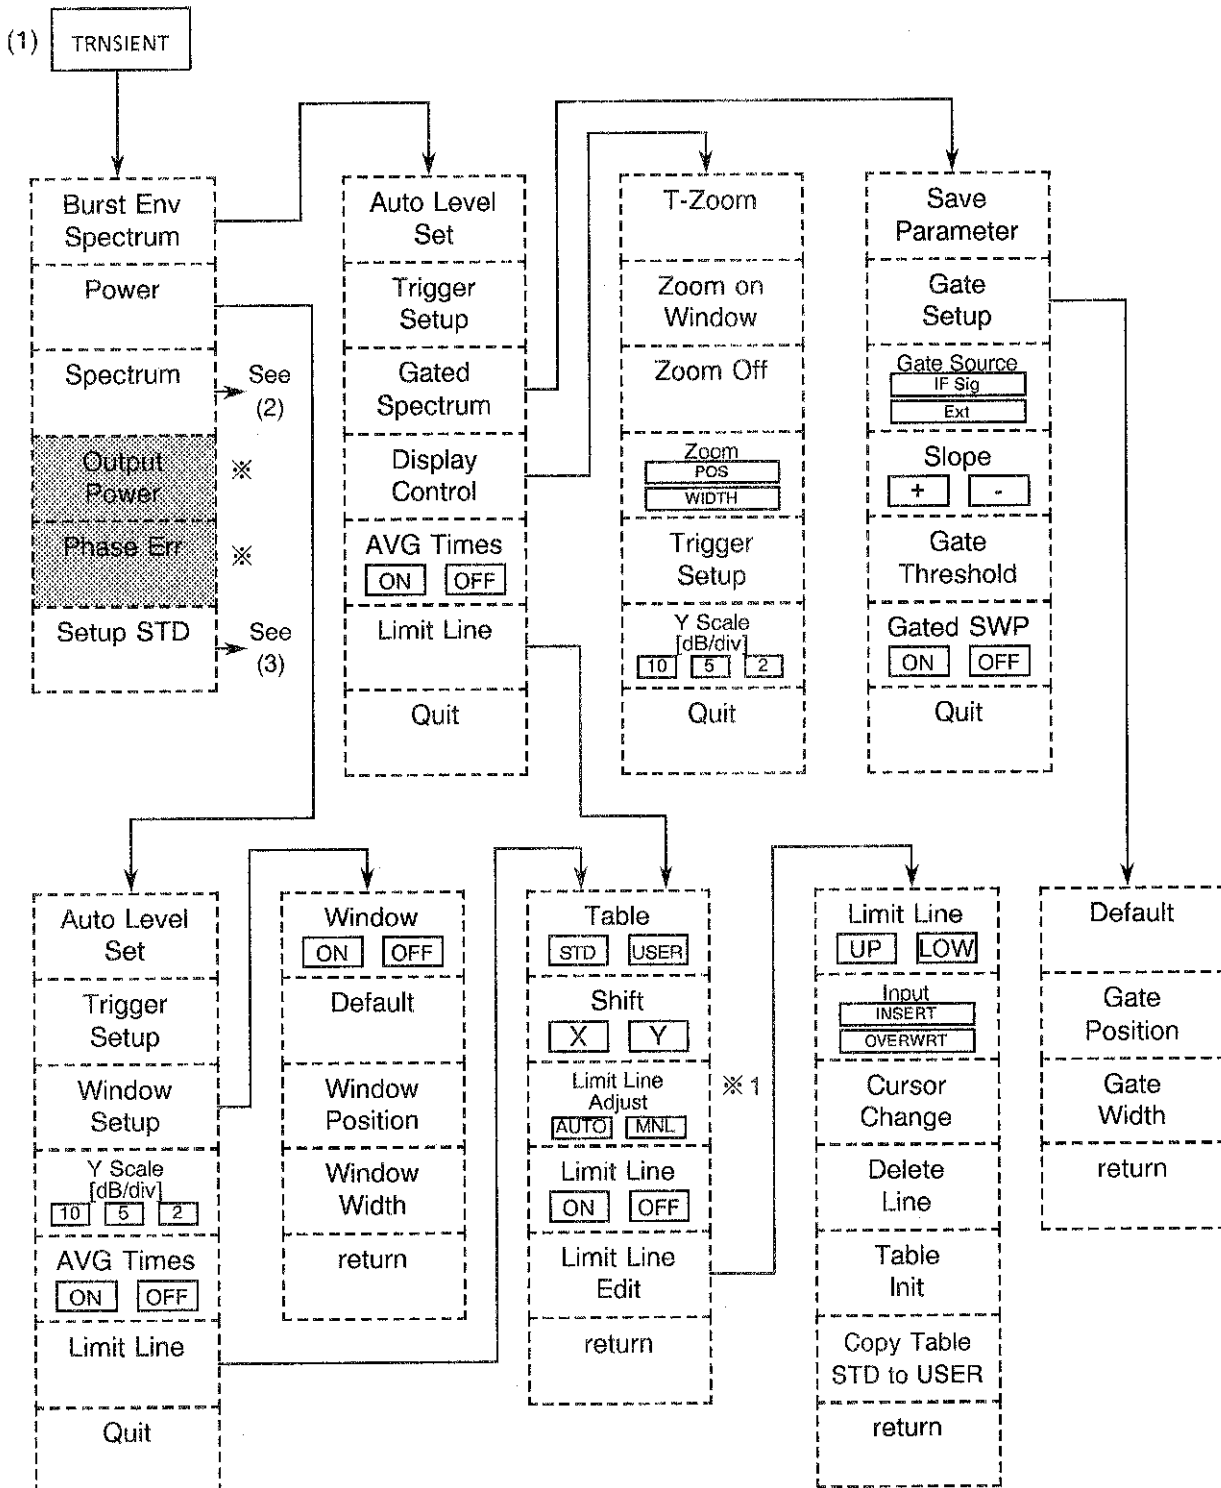 (1) TRNSIENT
Burst Env
Spectrum
Power
Spectrum
See
(2)
Output
Power
※
Phase Err
※
Setup STD
See
(3)
Auto Level
Set
Trigger
Setup
Gated
Spectrum
Display
Control
AVG Times
ON OFF
Limit Line
Quit
T-Zoom
Zoom on
Window
Zoom Off
Zoom
POS
WIDTH
Trigger
Setup
Y Scale
[dB/div]
10 5 2
Quit
Save
Parameter
Gate
Setup
Gate Source
IF Sig
Ext
Slope
+ -
Gate
Threshold
Gated SWP
ON OFF
Quit
Auto Level
Set
Trigger
Setup
Window
Setup
Y Scale
[dB/div]
10 5 2
AVG Times
ON OFF
Limit Line
Quit
Window
ON OFF
Default
Window
Position
Window
Width
return
Table
STD USER
Shift
X Y
Limit Line
Adjust
AUTO MNL
※1
Limit Line
ON OFF
Limit Line
Edit
return
Limit Line
UP LOW
Input
INSERT
OVERWRT
Cursor
Change
Delete
Line
Table
Init
Copy Table
STD to USER
return
Default
Gate
Position
Gate
Width
return